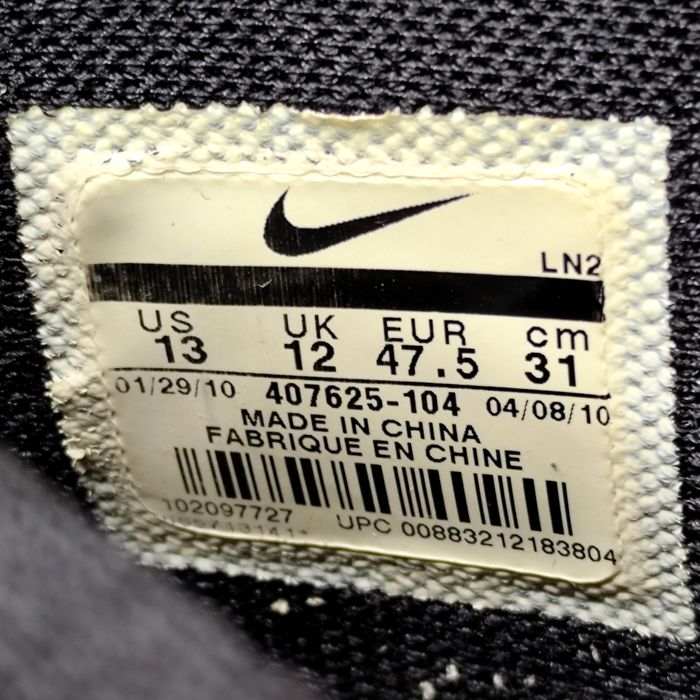 LN2
US UK EUR cm
13 12 47.5 31
01/29/10 407625-104 04/08/10
MADE IN CHINA
FABRIQUE EN CHINE
102097727
UPC 00883212183804